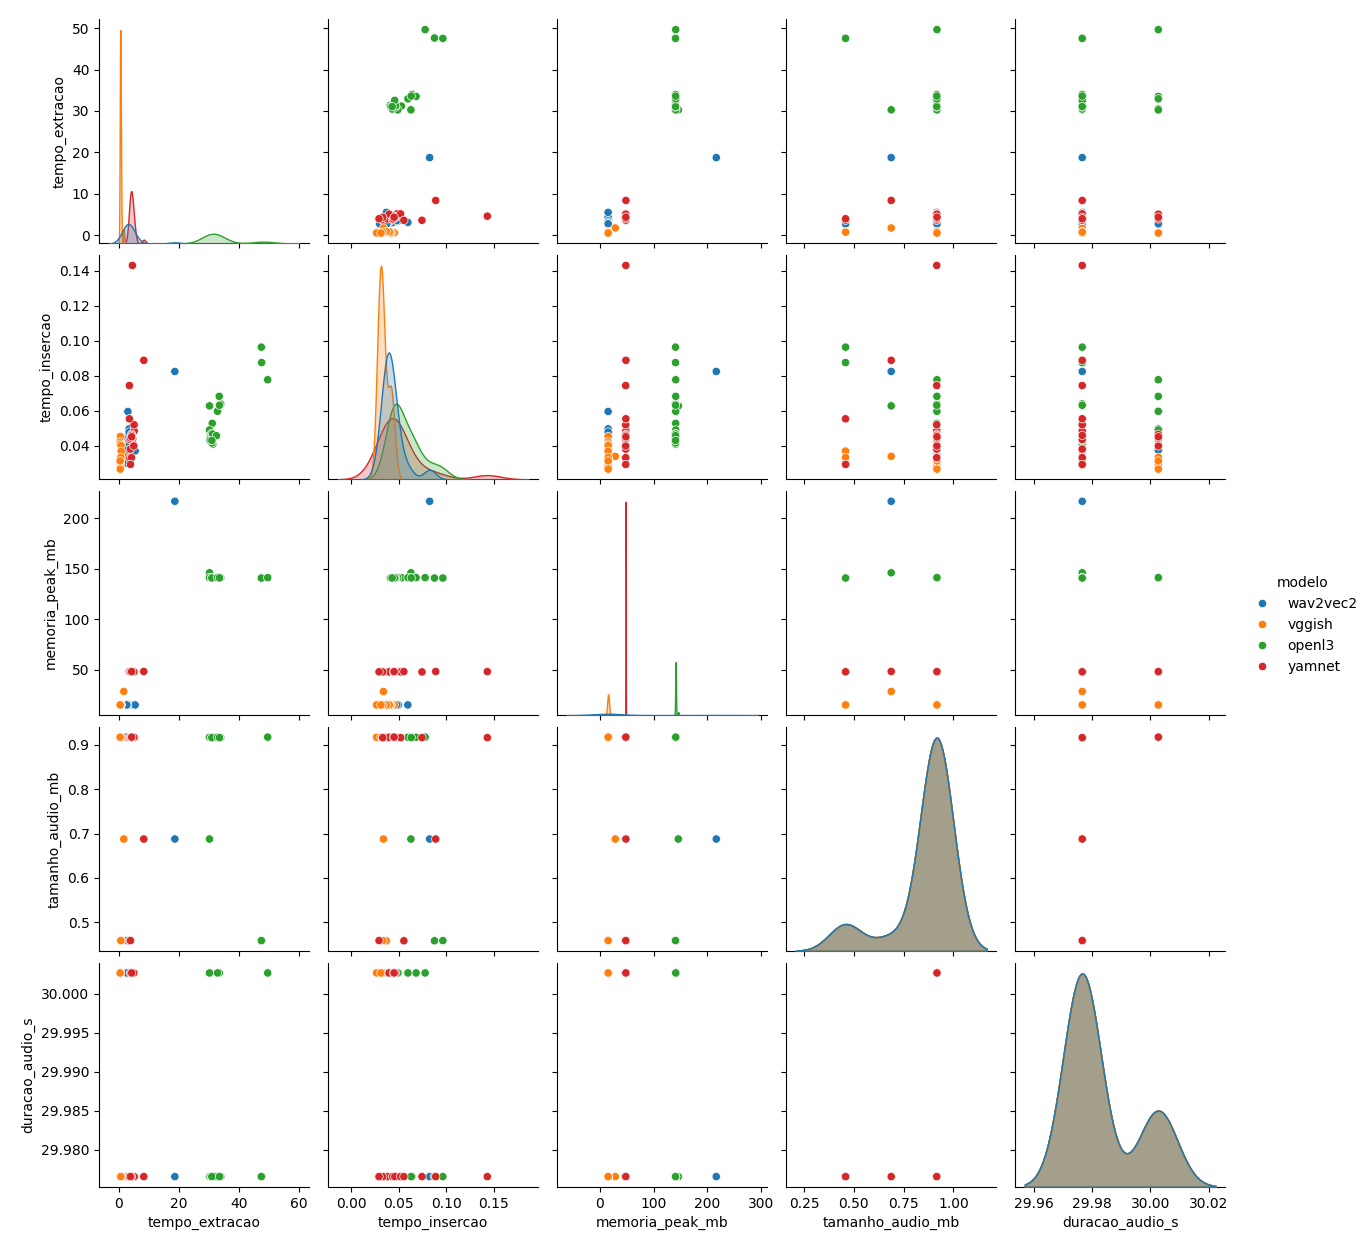 50
40
30
20
10
0
tempo_extracao
0.14
0.12
0.10
0.08
0.06
0.04
tempo_insercao
200
150
100
50
memoria_peak_mb
modelo
wav2vec2
vggish
openl3
yamnet
0.9
0.8
0.7
0.6
0.5
tamanho_audio_mb
30.000
29.995
29.990
29.985
29.980
duracao_audio_s
0 20 40 60
0.00 0.05 0.10 0.15
0 100 200 300
0.25 0.50 0.75 1.00
29.96 29.98 30.00 30.02
tempo_extracao
tempo_insercao
memoria_peak_mb
tamanho_audio_mb
duracao_audio_s